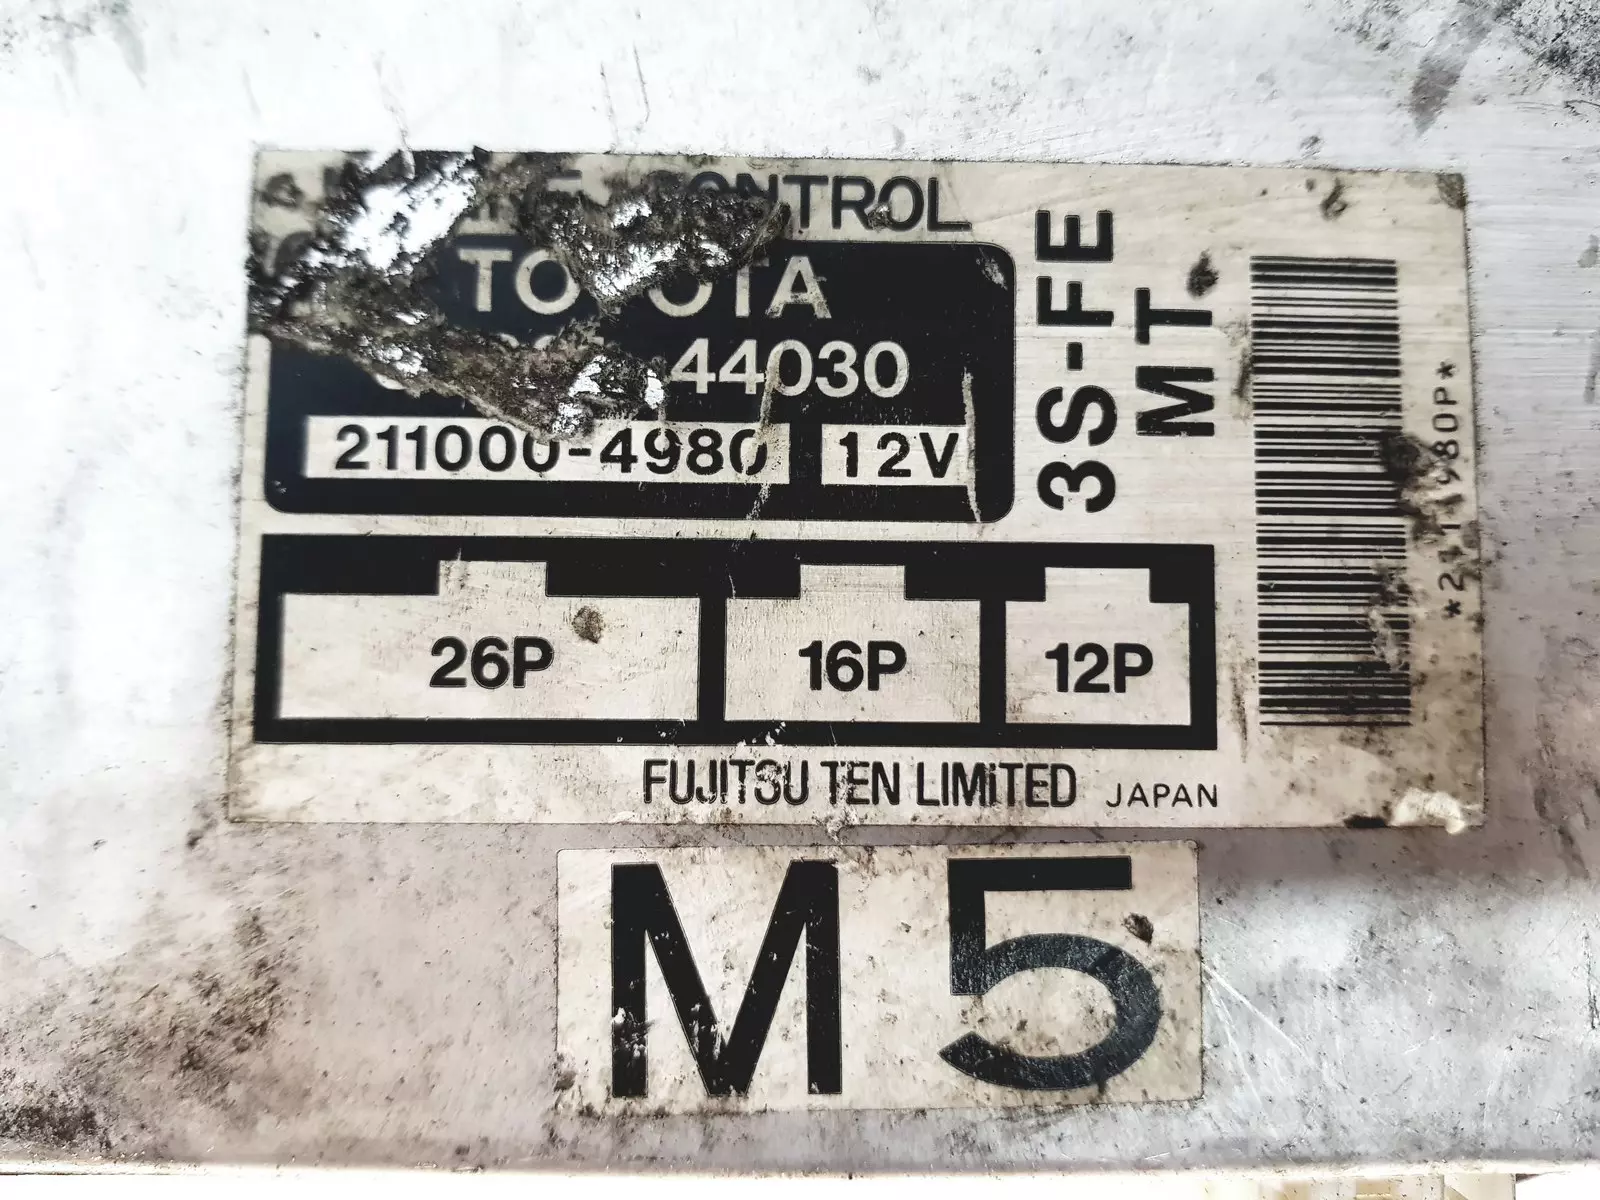 CONTROL
TOYOTA
44030
211000-4980 12V
3S-FE
MT
26P 16P 12P
FUJITSU TEN LIMITED JAPAN
M5